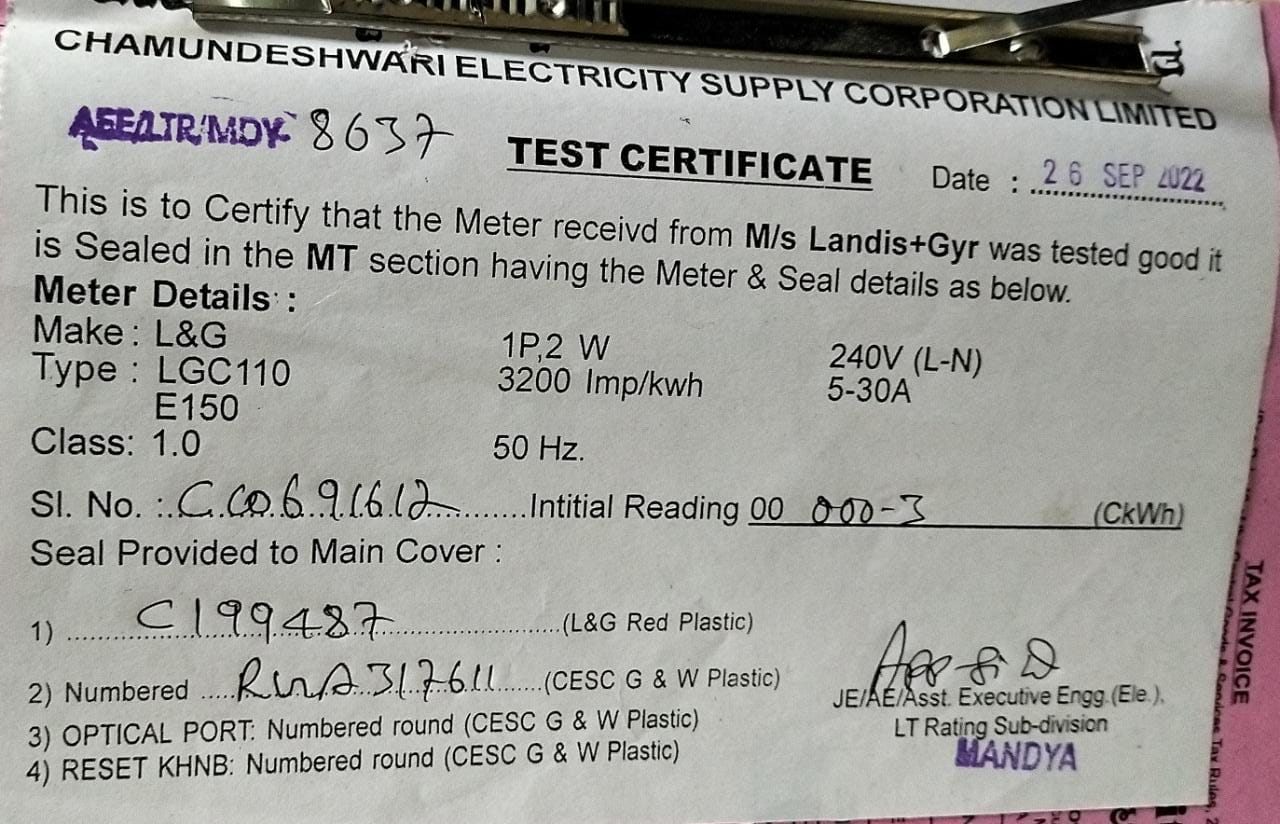 CHAMUNDESHWARI ELECTRICITY SUPPLY CORPORATION LIMITED
AEE/LTR/MDY 8637
TEST CERTIFICATE Date : 26 SEP 2022
This is to Certify that the Meter receivd from M/s Landis+Gyr was tested good it
is Sealed in the MT section having the Meter & Seal details as below.
Meter Details :
Make : L&G 1P,2 W 240V (L-N)
Type : LGC110 3200 Imp/kwh 5-30A
E150
Class: 1.0 50 Hz.
Sl. No. : CC0691612 Intitial Reading 00 000-3 (CkWh)
Seal Provided to Main Cover :
1) C199487 (L&G Red Plastic)
2) Numbered 317611 (CESC G & W Plastic)
3) OPTICAL PORT: Numbered round (CESC G & W Plastic)
4) RESET KHNB: Numbered round (CESC G & W Plastic)
JE/AE/Asst. Executive Engg.(Ele.),
LT Rating Sub-division
MANDYA
TAX INVOICE